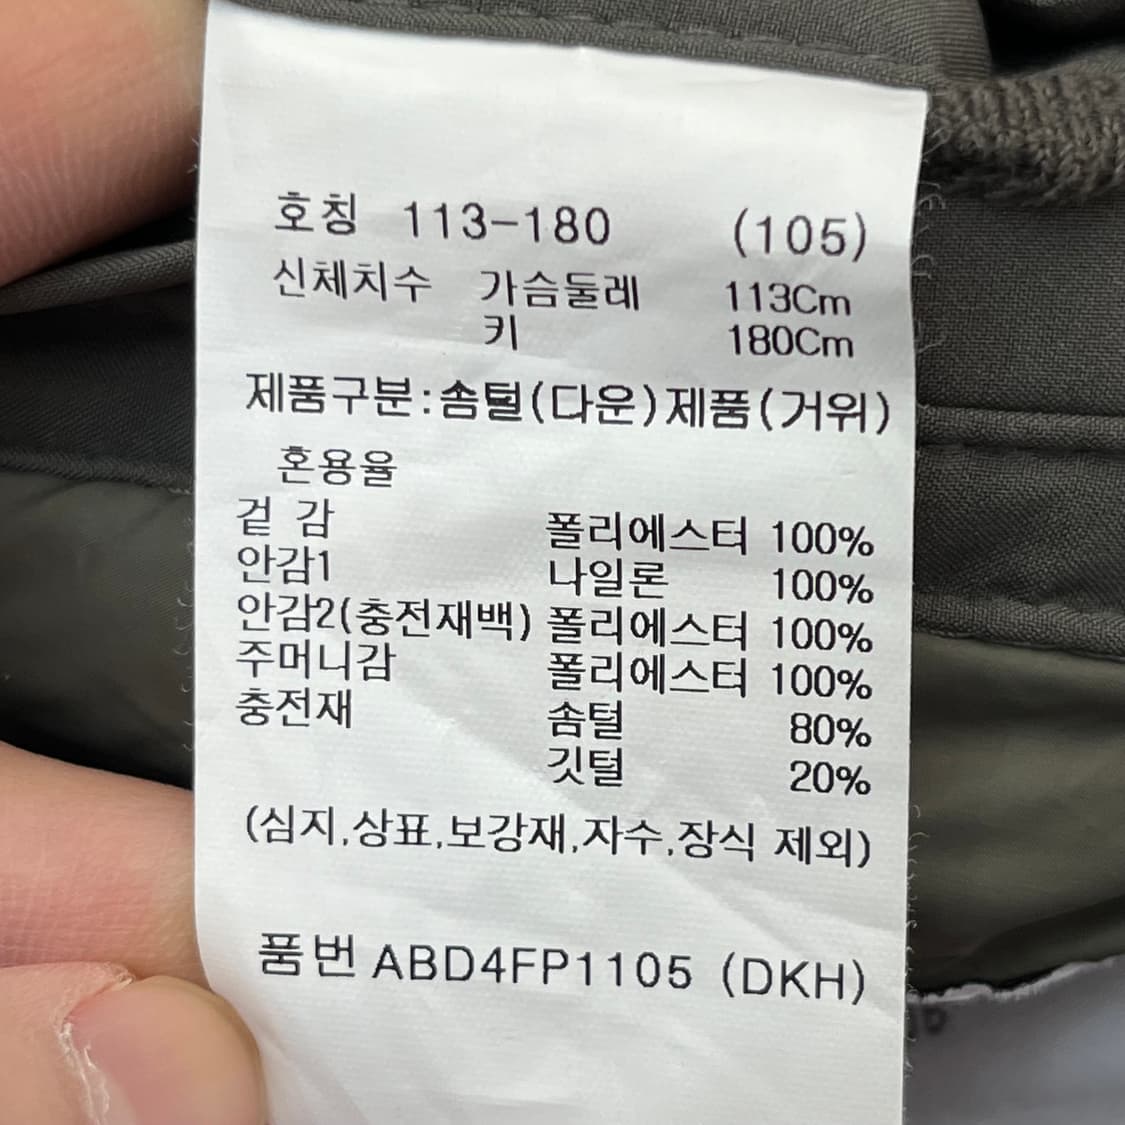 호칭 113-180 (105)
신체치수 가슴둘레 113Cm
키 180Cm
제품구분:솜털(다운)제품(거위)
혼용율
겉 감 폴리에스터 100%
안감1 나일론 100%
안감2(충전재백) 폴리에스터 100%
주머니감 폴리에스터 100%
충전재 솜털 80%
깃털 20%
(심지,상표,보강재,자수,장식 제외)
품번 ABD4FP1105 (DKH)